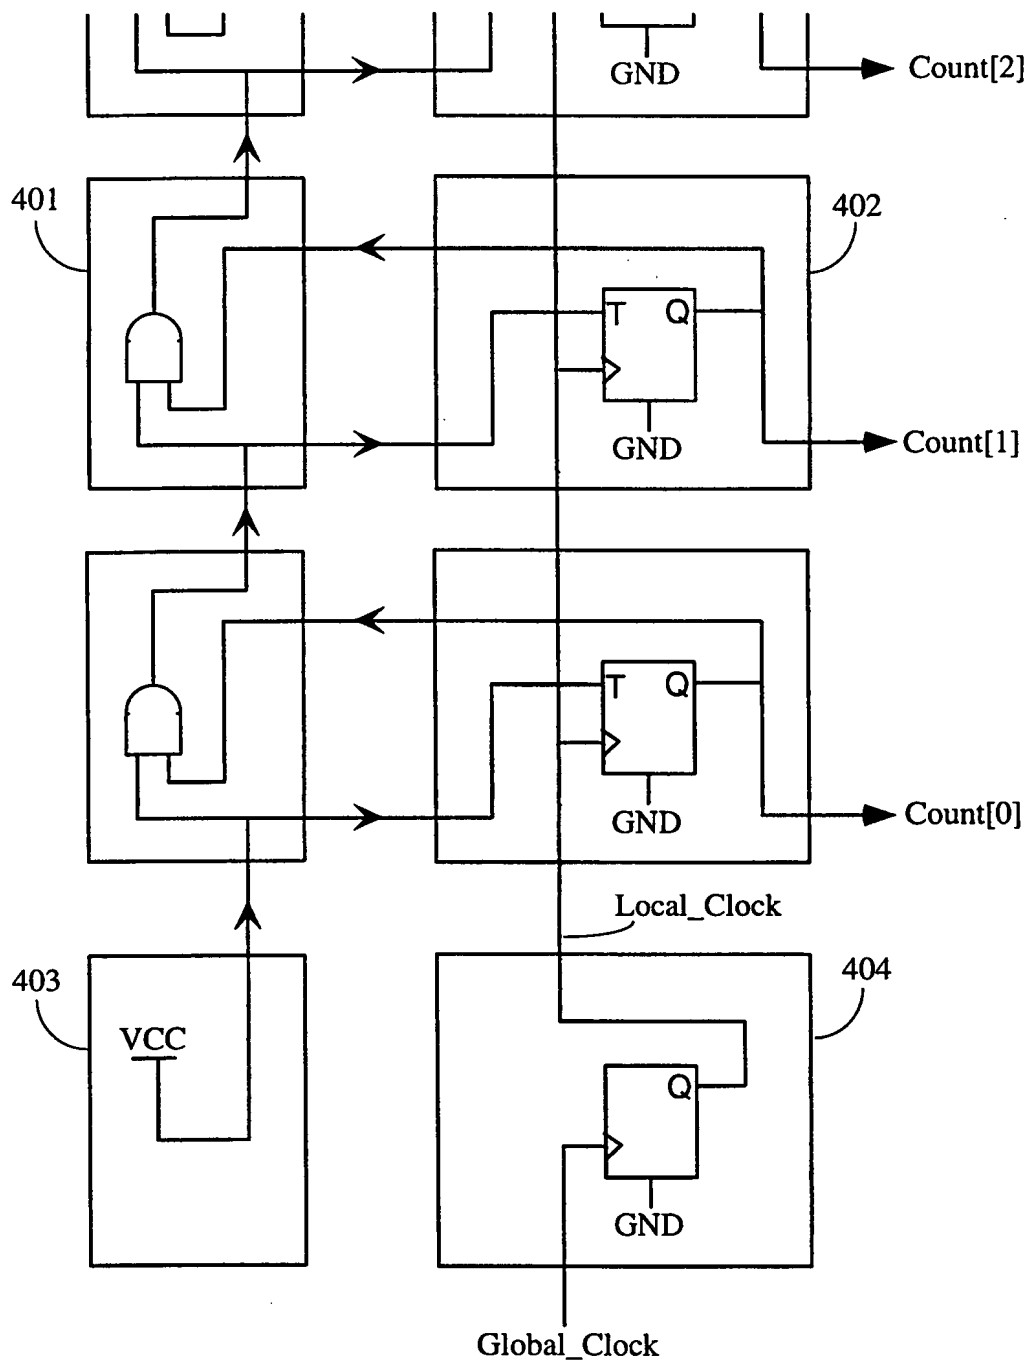 GND
Count[2]
401
402
T Q
GND
Count[1]
T Q
GND
Count[0]
Local_Clock
403
404
VCC
Q
GND
Global_Clock